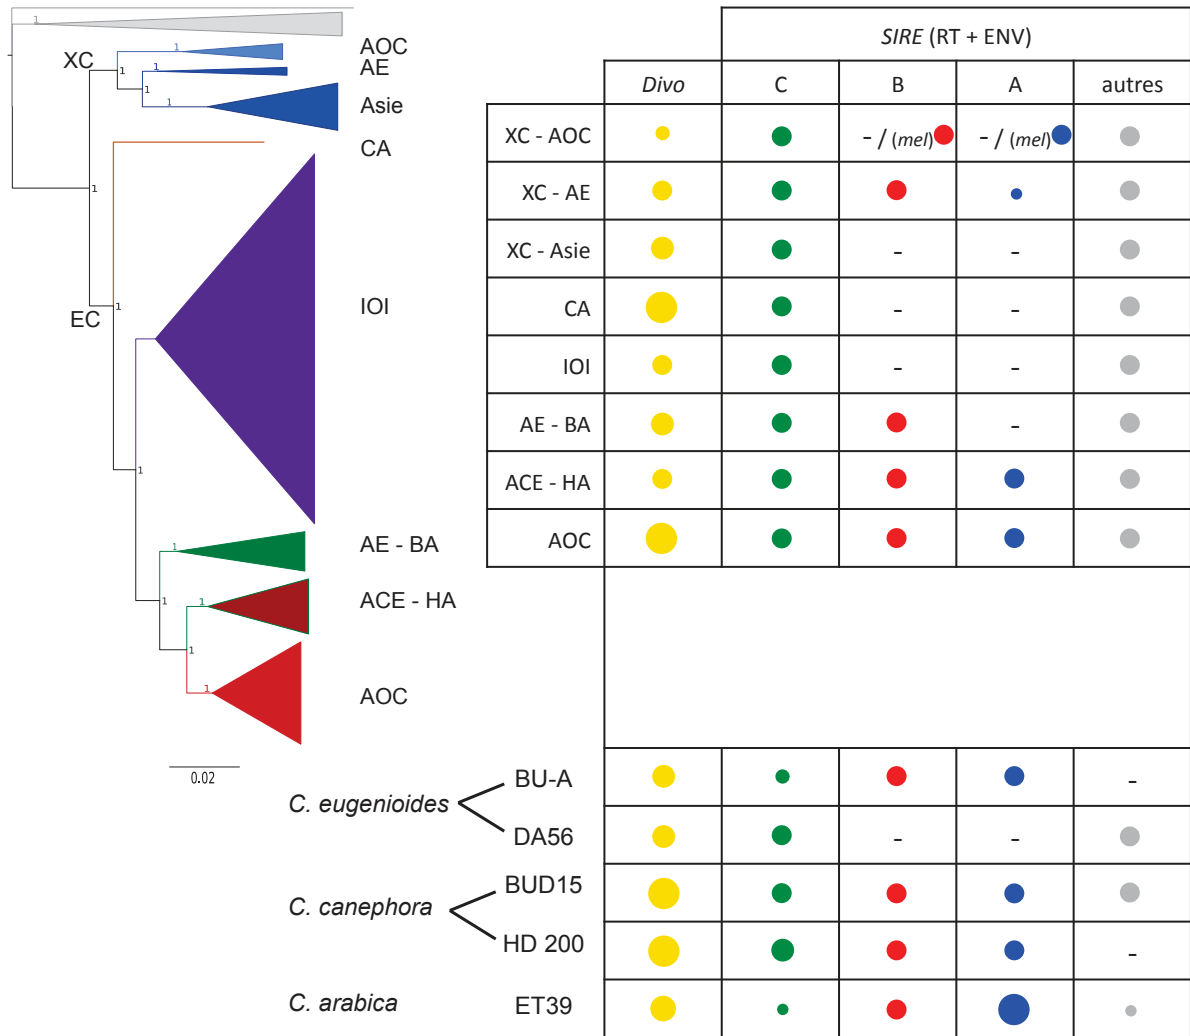 1
XC
1
AOC
1
1
AE
1
1
Asie
CA
1
EC
1
IOI
1
1
AE - BA
1
1
ACE - HA
1
1
AOC
0.02
SIRE (RT + ENV)
Divo C B A autres
XC - AOC - / (mel) - / (mel)
XC - AE
XC - Asie - -
CA - -
IOI - -
AE - BA -
ACE - HA
AOC
C. eugenioides
BU-A -
DA56 - -
C. canephora
BUD15
HD 200 -
C. arabica ET39